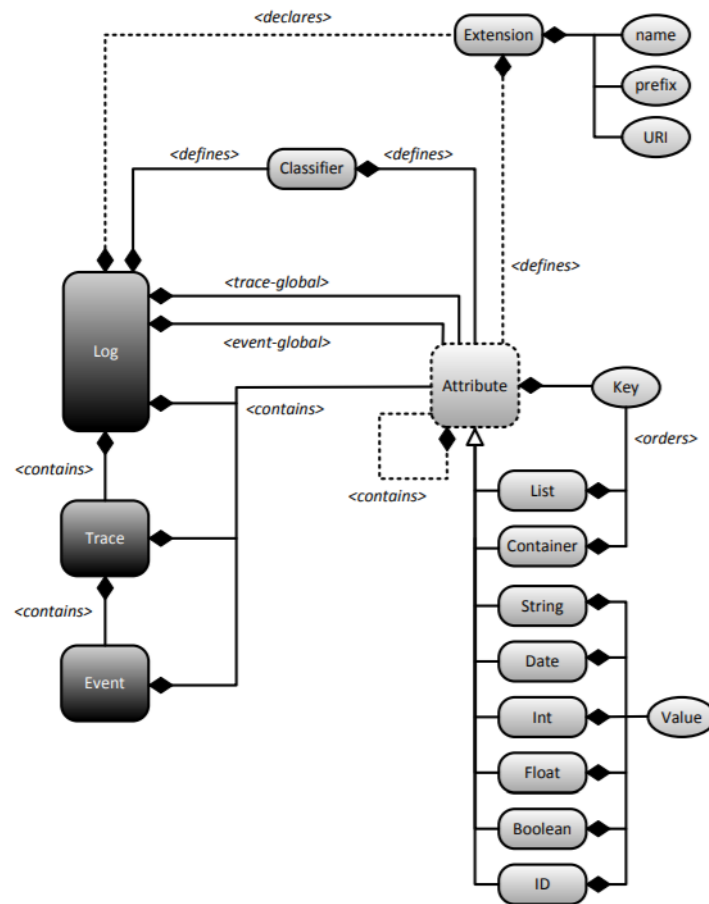 <declares>
Extension
name
prefix
URI
<defines>
Classifier
<defines>
<defines>
<trace-global>
Log
<event-global>
Attribute
Key
<contains>
<orders>
<contains>
<contains>
List
Trace
Container
<contains>
String
Date
Event
Int
Value
Float
Boolean
ID